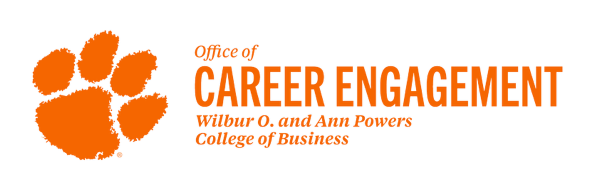 Office of
CAREER ENGAGEMENT
Wilbur O. and Ann Powers
College of Business
®